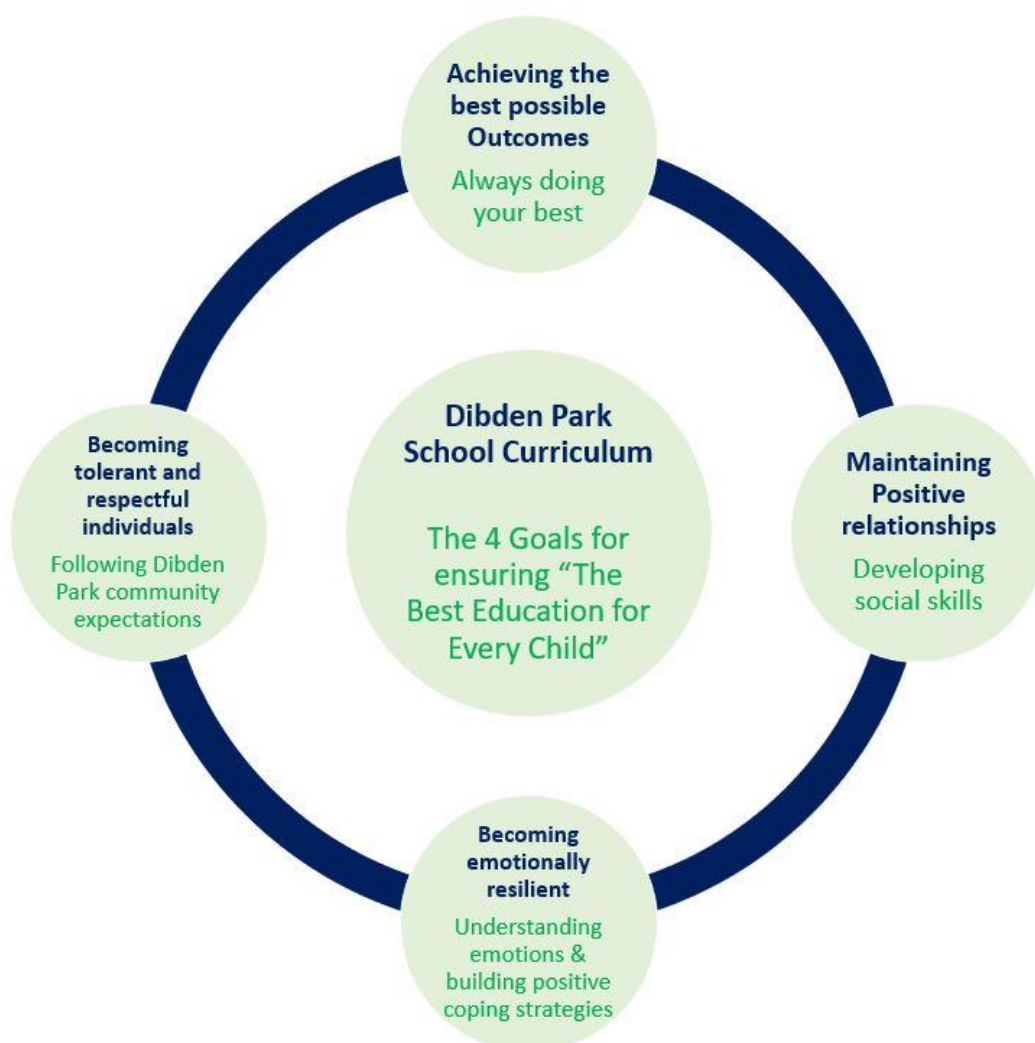 Achieving the
best possible
Outcomes
Always doing
your best
Becoming
tolerant and
respectful
individuals
Following Dibden
Park community
expectations
Dibden Park
School Curriculum
The 4 Goals for
ensuring “The
Best Education for
Every Child”
Maintaining
Positive
relationships
Developing
social skills
Becoming
emotionally
resilient
Understanding
emotions &
building positive
coping strategies